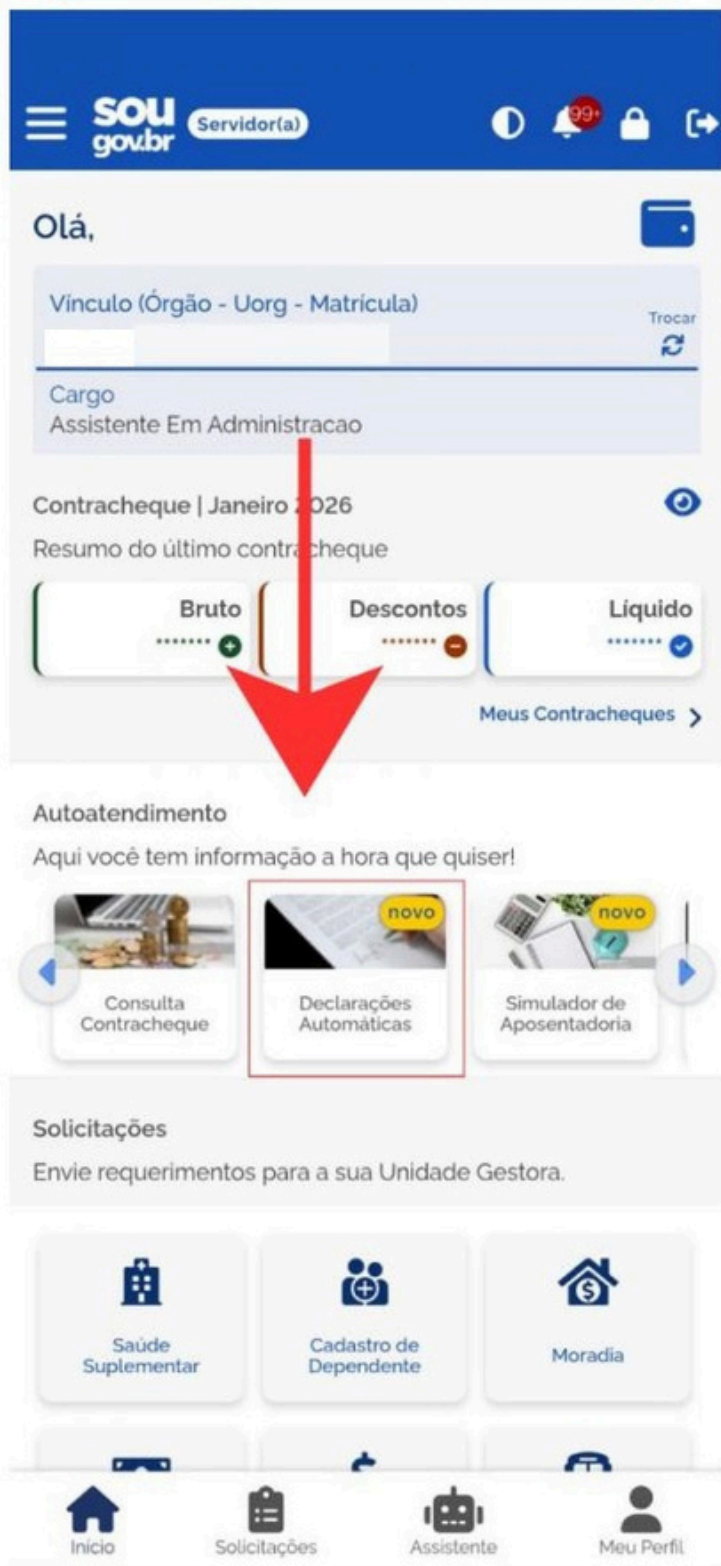 sou
gov.br
Servidor(a)
99+
Olá,
Vínculo (Órgão - Uorg - Matrícula)
Trocar
Cargo
Assistente Em Administracao
Contracheque | Janeiro 2026
Resumo do último contracheque
Bruto
Descontos
Líquido
Meus Contracheques
Autoatendimento
Aqui você tem informação a hora que quiser!
novo
novo
Consulta
Contracheque
Declarações
Automáticas
Simulador de
Aposentadoria
Solicitações
Envie requerimentos para a sua Unidade Gestora.
Saúde
Suplementar
Cadastro de
Dependente
Moradia
Início
Solicitações
Assistente
Meu Perfil